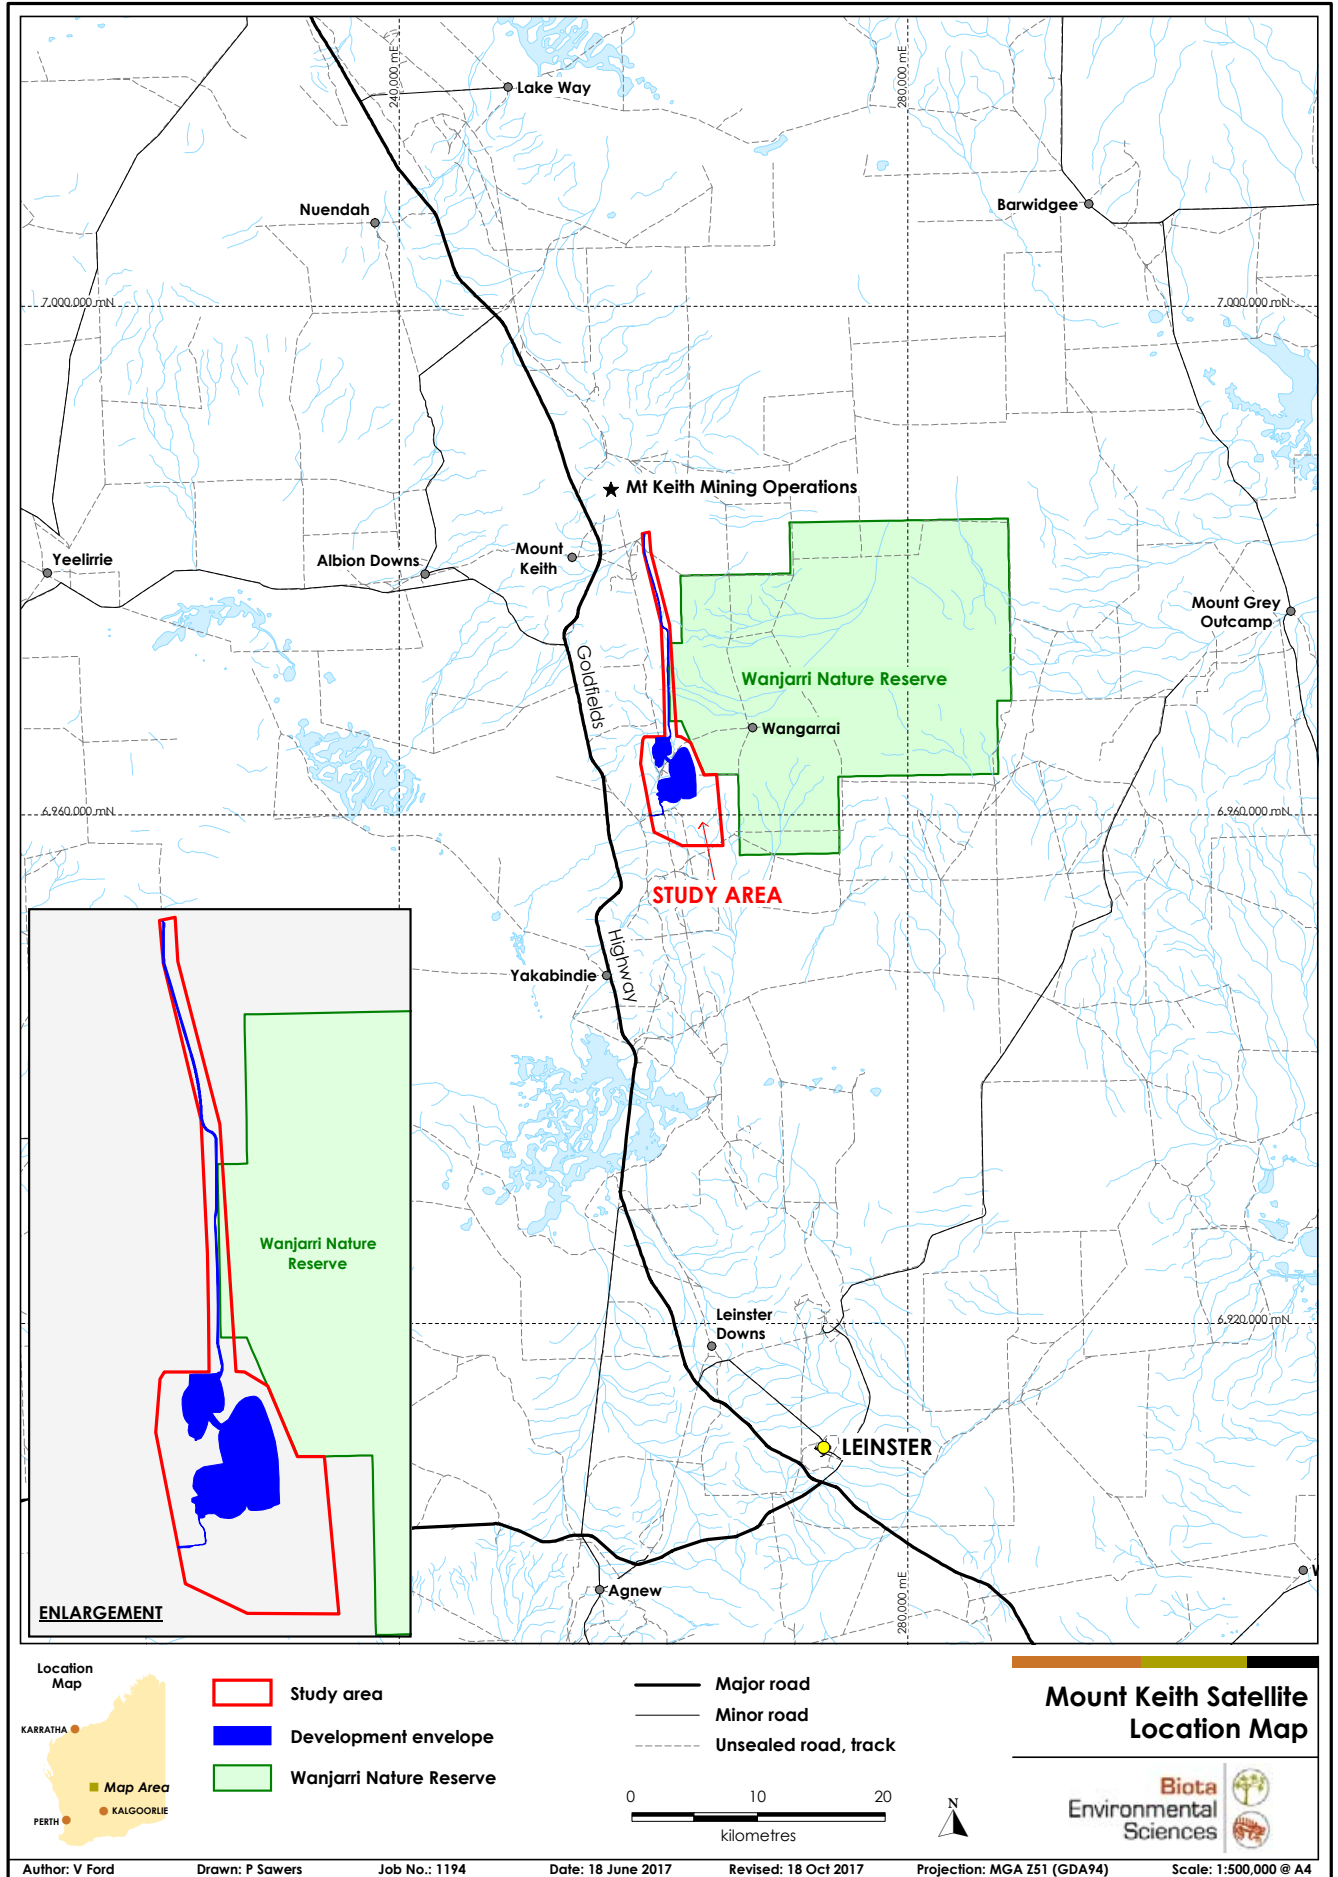 240,000 mE
280,000 mE
Lake Way
Nuendah
Barwidgee
7,000,000 mN
7,000,000 mN
Mt Keith Mining Operations
Yeelirrie
Albion Downs
Mount
Keith
Mount Grey
Outcamp
Goldfields
Wanjarri Nature Reserve
Wangarrai
6,960,000 mN
6,960,000 mN
STUDY AREA
Highway
Yakabindie
Wanjarri Nature
Reserve
Leinster
Downs
6,920,000 mN
LEINSTER
280,000 mE
Agnew
ENLARGEMENT
Location
Map
KARRATHA
Map Area
KALGOORLIE
PERTH
Study area
Development envelope
Wanjarri Nature Reserve
Major road
Minor road
Unsealed road, track
0 10 20
kilometres
N
Mount Keith Satellite
Location Map
Biota
Environmental
Sciences
Author: V Ford Drawn: P Sawers Job No.: 1194 Date: 18 June 2017 Revised: 18 Oct 2017 Projection: MGA Z51 (GDA94) Scale: 1:500,000 @ A4